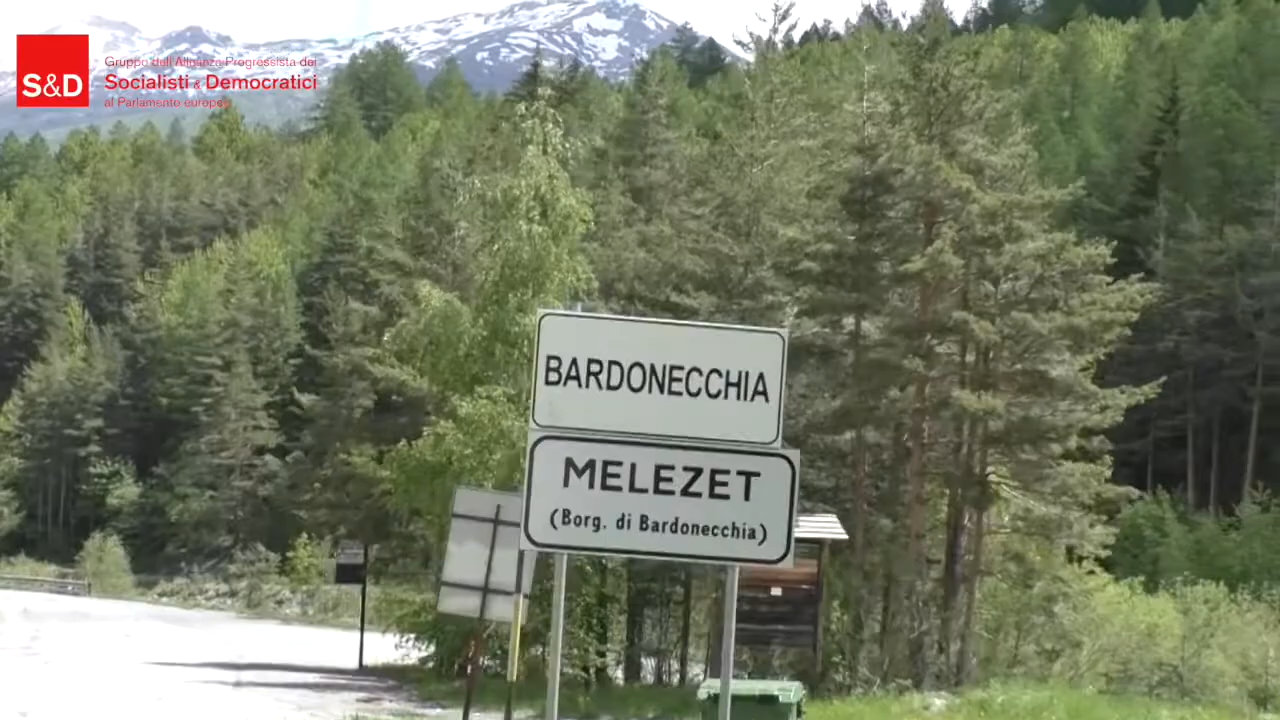 S&D
Gruppo dell'Alleanza Progressista dei
Socialisti & Democratici
al Parlamento europeo
BARDONECCHIA
MELEZET
(Borg. di Bardonecchia)